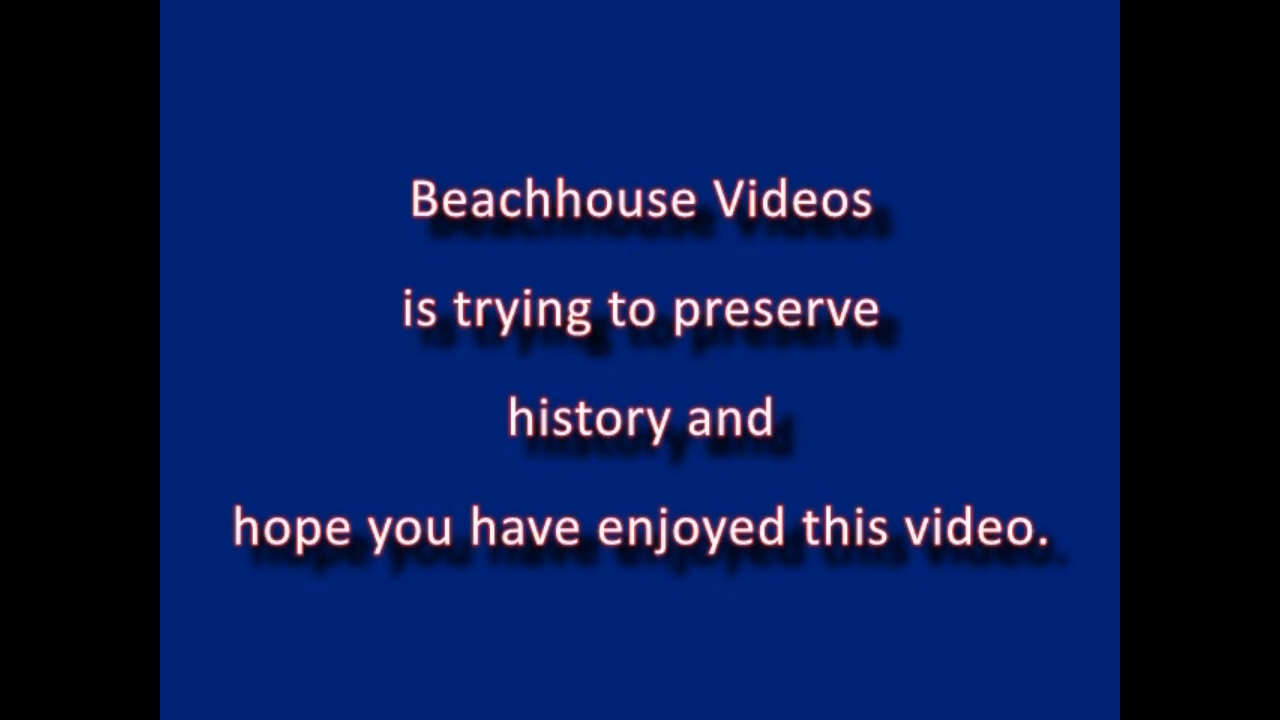 Beachhouse Videos
is trying to preserve
history and
hope you have enjoyed this video.